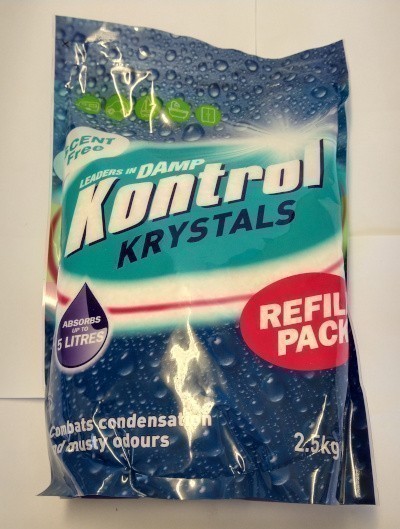 SCENT
Free
LEADERS IN DAMP
Kontrol
KRYSTALS
ABSORBS
UP TO
5 LITRES
REFILL
PACK
Combats condensation
and musty odours
2.5kg